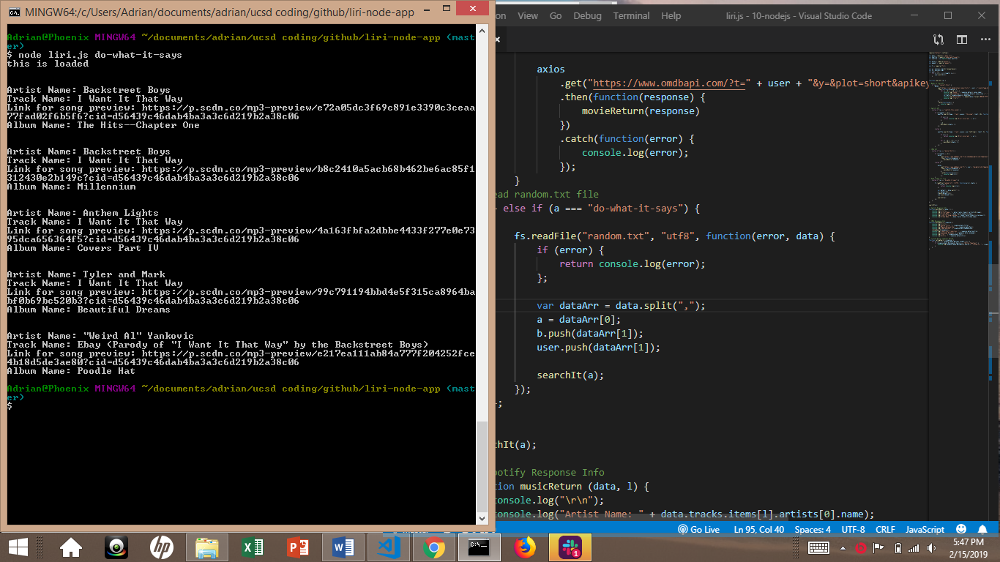 MINGW64:/c/Users/Adrian/documents/adrian/ucsd coding/github/liri-node-app
Adrian@Phoenix MINGW64 ~/documents/adrian/ucsd coding/github/liri-node-app (mast
er)
$ node liri.js do-what-it-says
this is loaded
Artist Name: Backstreet Boys
Track Name: I Want It That Way
Link for song preview: https://p.scdn.co/mp3-preview/e72a05dc3f69c891e3390c3ceaa
77fad02f6b5f6?cid=d56439c46dab4ba3a3c6d219b2a38c06
Album Name: The Hits--Chapter One
Artist Name: Backstreet Boys
Track Name: I Want It That Way
Link for song preview: https://p.scdn.co/mp3-preview/b8c2410a5acb68b462be6ac85f1
312430e2b149c?cid=d56439c46dab4ba3a3c6d219b2a38c06
Album Name: Millennium
Artist Name: Anthem Lights
Track Name: I Want It That Way
Link for song preview: https://p.scdn.co/mp3-preview/4a163fbfa2dbbe4433f277e0e73
95dca656364f5?cid=d56439c46dab4ba3a3c6d219b2a38c06
Album Name: Covers Part IV
Artist Name: Tyler and Mark
Track Name: I Want It That Way
Link for song preview: https://p.scdn.co/mp3-preview/99c791194bbd4e5f315ca8964ba
bf0b69bc520b3?cid=d56439c46dab4ba3a3c6d219b2a38c06
Album Name: Beautiful Dreams
Artist Name: "Weird Al" Yankovic
Track Name: Ebay (Parody of "I Want It That Way" by the Backstreet Boys)
Link for song preview: https://p.scdn.co/mp3-preview/e217ea111ab84a777f204252fce
4b18d5de3ae80?cid=d56439c46dab4ba3a3c6d219b2a38c06
Album Name: Poodle Hat
Adrian@Phoenix MINGW64 ~/documents/adrian/ucsd coding/github/liri-node-app (mast
er)
$
on View Go Debug Terminal Help liri.js - 10-nodejs - Visual Studio Code
axios
.get("https://www.omdbapi.com/?t=" + user + "&y=&plot=short&apikey
.then(function(response) {
movieReturn(response)
})
.catch(function(error) {
console.log(error);
});
}
ead random.txt file
else if (a === "do-what-it-says") {
fs.readFile("random.txt", "utf8", function(error, data) {
if (error) {
return console.log(error);
};
var dataArr = data.split(",");
a = dataArr[0];
b.push(dataArr[1]);
user.push(dataArr[1]);
searchIt(a);
});
;
chIt(a);
potify Response Info
tion musicReturn (data, l) {
console.log("\r\n");
console.log("Artist Name: " + data.tracks.items[l].artists[0].name);
Go Live Ln 95, Col 40 Spaces: 4 UTF-8 CRLF JavaScript
5:47 PM
2/15/2019